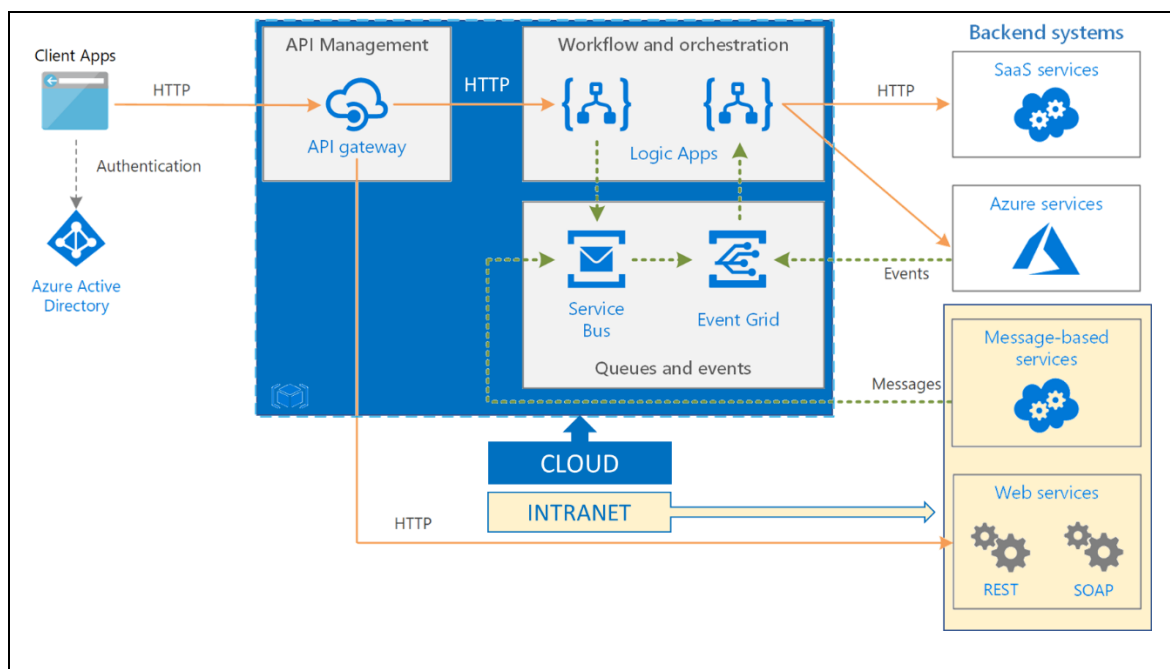 Client Apps
HTTP
Authentication
Azure Active
Directory
API Management
API gateway
HTTP
Workflow and orchestration
Logic Apps
Service
Bus
Event Grid
Queues and events
Backend systems
HTTP
SaaS services
Azure services
Events
Message-based
services
Messages
CLOUD
INTRANET
HTTP
Web services
REST
SOAP